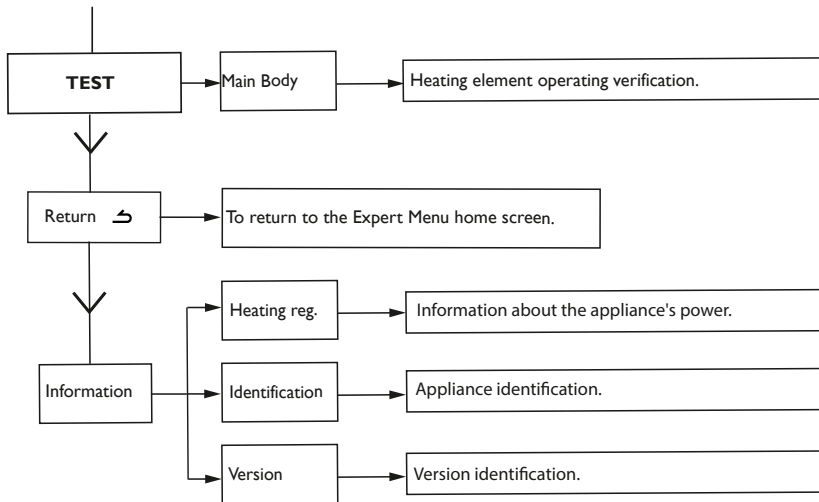 TEST
Main Body
Heating element operating verification.
Return
To return to the Expert Menu home screen.
Information
Heating reg.
Information about the appliance's power.
Identification
Appliance identification.
Version
Version identification.